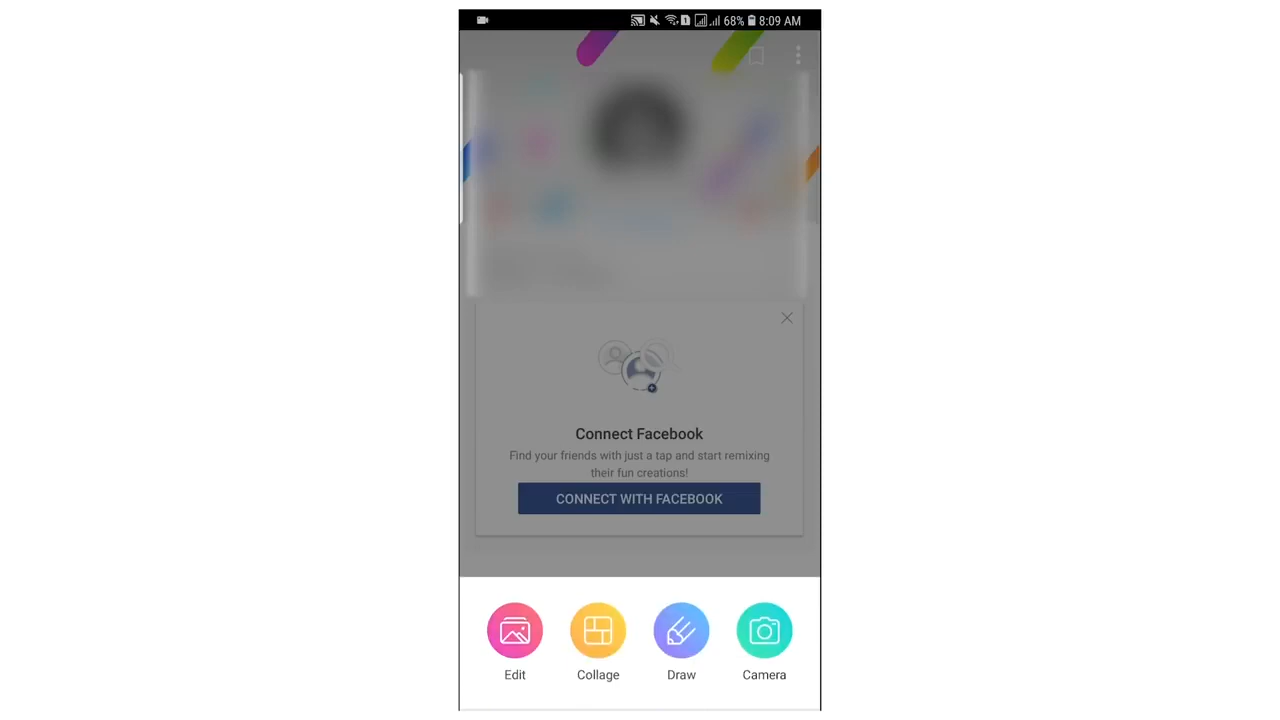 68% 8:09 AM
Connect Facebook
Find your friends with just a tap and start remixing
their fun creations!
CONNECT WITH FACEBOOK
Edit Collage Draw Camera